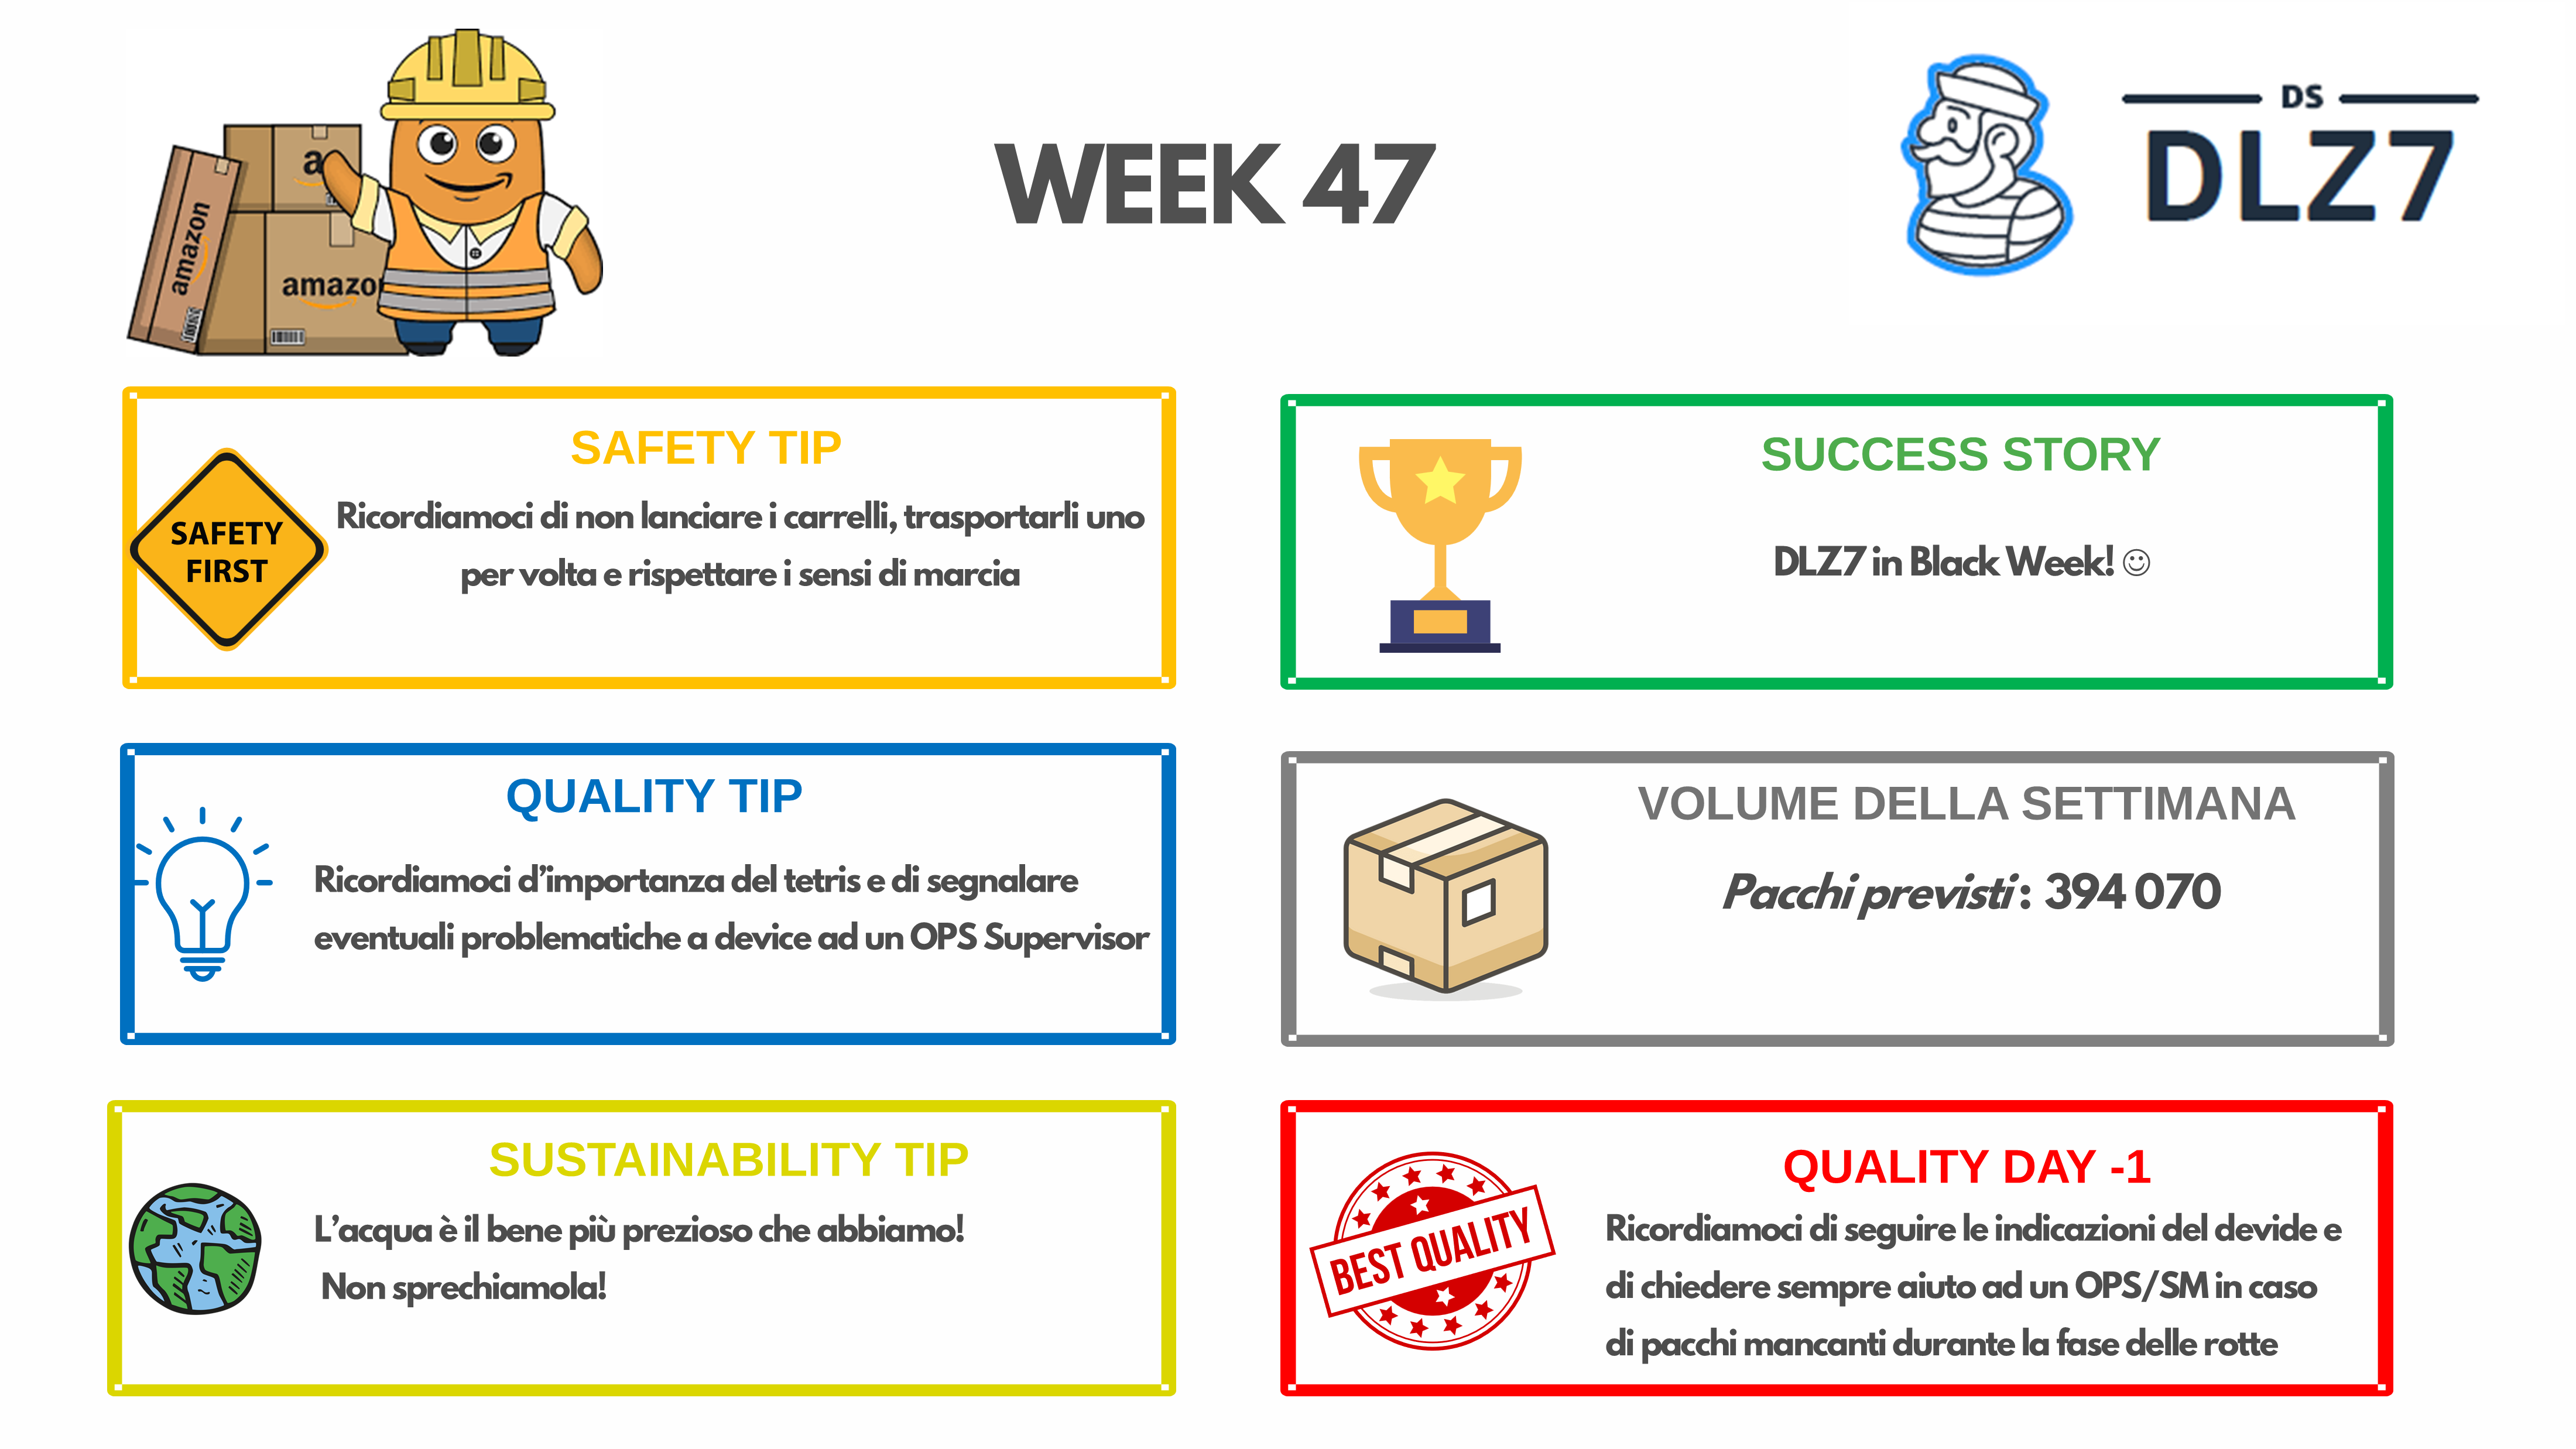 WEEK 47
DS
DLZ7
a
amazon
amazo
SAFETY TIP
SAFETY
FIRST
Ricordiamoci di non lanciare i carrelli, trasportarli uno
per volta e rispettare i sensi di marcia
SUCCESS STORY
DLZ7 in Black Week! ☺
QUALITY TIP
Ricordiamoci d’importanza del tetris e di segnalare
eventuali problematiche a device ad un OPS Supervisor
VOLUME DELLA SETTIMANA
Pacchi previsti: 394 070
SUSTAINABILITY TIP
L’acqua è il bene più prezioso che abbiamo!
Non sprechiamola!
QUALITY DAY -1
BEST QUALITY
Ricordiamoci di seguire le indicazioni del devide e
di chiedere sempre aiuto ad un OPS/SM in caso
di pacchi mancanti durante la fase delle rotte